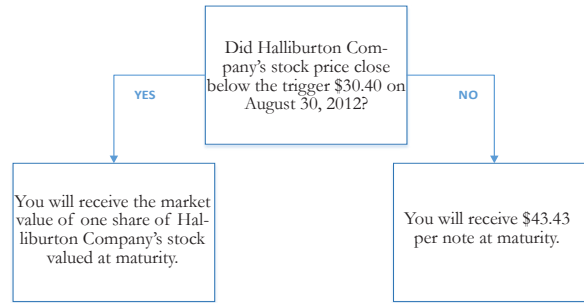 Did Halliburton Com-
pany's stock price close
below the trigger $30.40 on
August 30, 2012?
YES
NO
You will receive the market
value of one share of Hal-
liburton Company's stock
valued at maturity.
You will receive $43.43
per note at maturity.